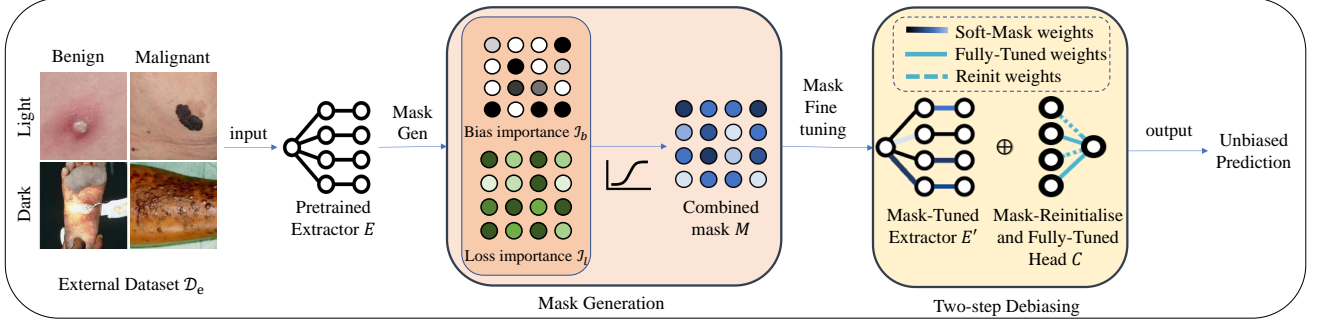 Benign
Malignant
Light
Dark
External Dataset 𝒟e
input
Pretrained
Extractor E
Mask
Gen
Bias importance ℐb
Loss importance ℐl
Combined
mask M
Mask Generation
Mask
Fine
tuning
Soft-Mask weights
Fully-Tuned weights
Reinit weights
⊕
Mask-Tuned
Extractor E′
Mask-Reinitialise
and Fully-Tuned
Head C
Two-step Debiasing
output
Unbiased
Prediction